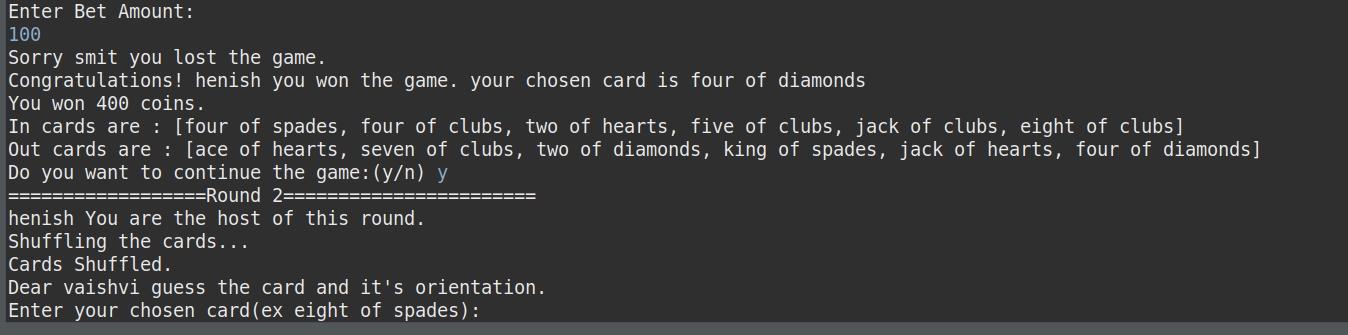 Enter Bet Amount:
100
Sorry smit you lost the game.
Congratulations! henish you won the game. your chosen card is four of diamonds
You won 400 coins.
In cards are : [four of spades, four of clubs, two of hearts, five of clubs, jack of clubs, eight of clubs]
Out cards are : [ace of hearts, seven of clubs, two of diamonds, king of spades, jack of hearts, four of diamonds]
Do you want to continue the game:(y/n) y
==================Round 2=======================
henish You are the host of this round.
Shuffling the cards...
Cards Shuffled.
Dear vaishvi guess the card and it's orientation.
Enter your chosen card(ex eight of spades):